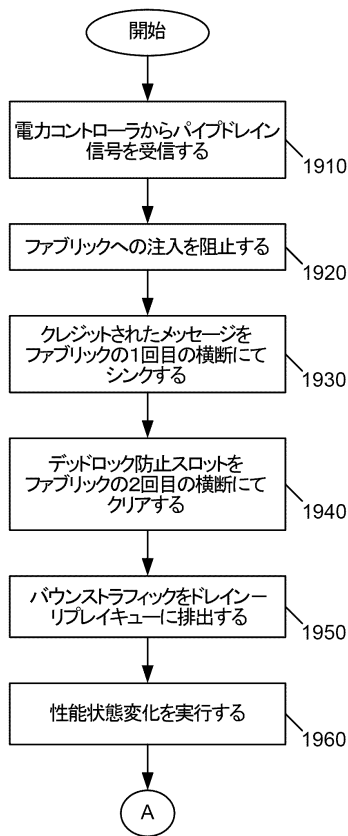 開始
電力コントローラからパイプドレイン
信号を受信する
1910
ファブリックへの注入を阻止する
1920
クレジットされたメッセージを
ファブリックの1回目の横断にて
シンクする
1930
デッドロック防止スロットを
ファブリックの2回目の横断にて
クリアする
1940
バウンストラフィックをドレイン－
リプレイキューに排出する
1950
性能状態変化を実行する
1960
A